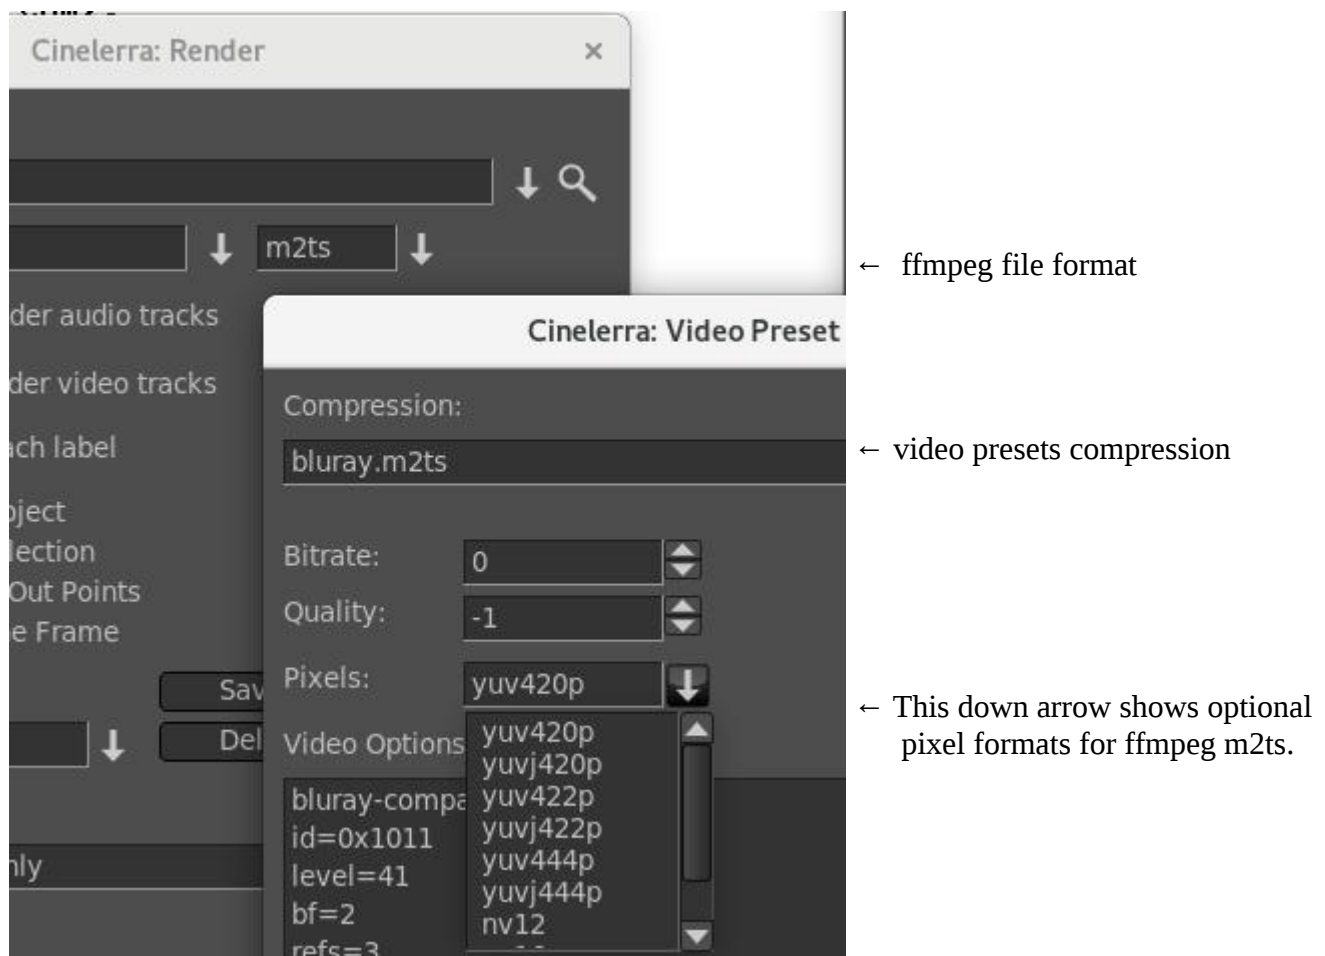 Cinelerra: Render
m2ts
← ffmpeg file format
der audio tracks
Cinelerra: Video Preset
der video tracks
Compression:
ach label
bluray.m2ts
← video presets compression
ject
lection
Bitrate: 0
Out Points
Quality: -1
e Frame
Pixels: yuv420p
Sav
← This down arrow shows optional
pixel formats for ffmpeg m2ts.
Del
Video Options
yuv420p
yuvj420p
yuv422p
yuvj422p
yuv444p
yuvj444p
nv12
bluray-compa
id=0x1011
level=41
bf=2
refs=3
nly